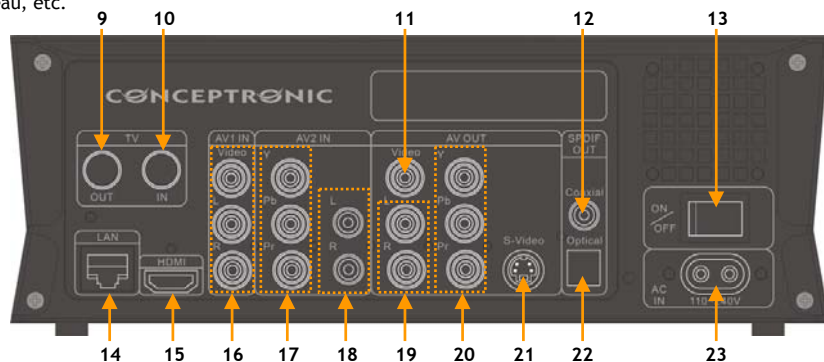 eau, etc.
9 10 11 12 13
CONCEPTRONIC
TV AV1 IN AV2 IN AV OUT SPDIF OUT
Video Y Video Y
OUT IN L Pb L L Pb Coaxial ON/OFF
LAN HDMI R Pr R R Pr S-Video Optical
AC IN
14 15 16 17 18 19 20 21 22 23